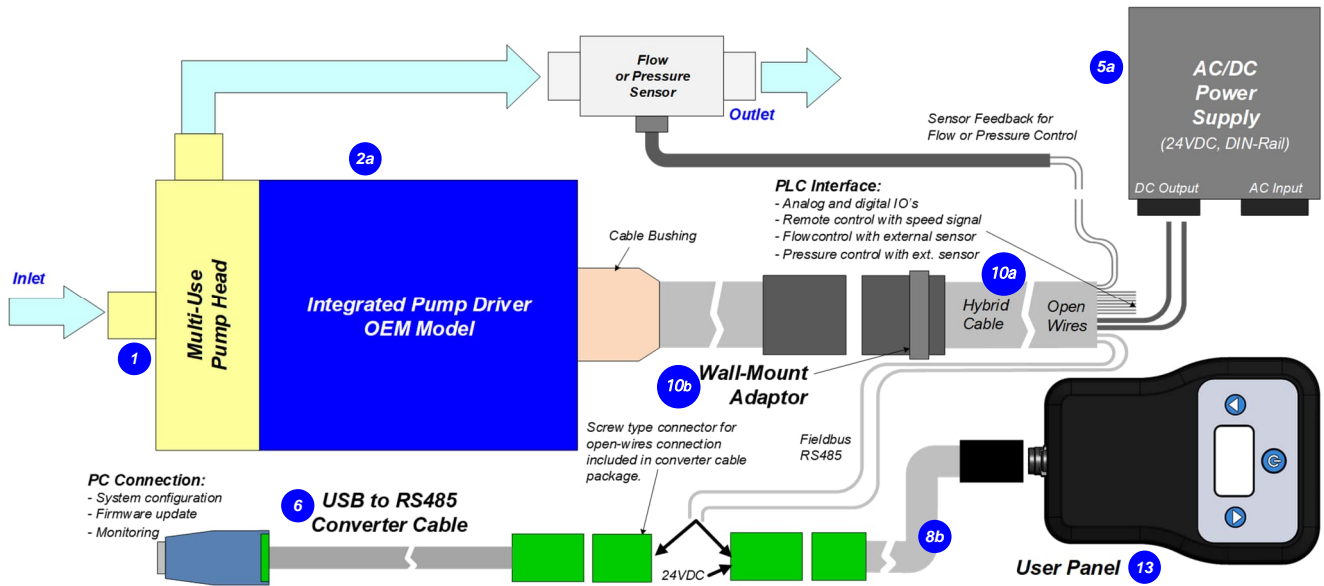 Flow
or Pressure
Sensor
Outlet
5a
AC/DC
Power
Supply
(24VDC, DIN-Rail)
DC Output
AC Input
Sensor Feedback for
Flow or Pressure Control
2a
PLC Interface:
- Analog and digital IO's
- Remote control with speed signal
- Flowcontrol with external sensor
- Pressure control with ext. sensor
Cable Bushing
Inlet
1
Multi-Use
Pump Head
Integrated Pump Driver
OEM Model
10a
Hybrid
Cable
Open
Wires
10b
Wall-Mount
Adaptor
Screw type connector for
open-wires connection
included in converter cable
package.
Fieldbus
RS485
PC Connection:
- System configuration
- Firmware update
- Monitoring
6
USB to RS485
Converter Cable
24VDC
8b
User Panel
13